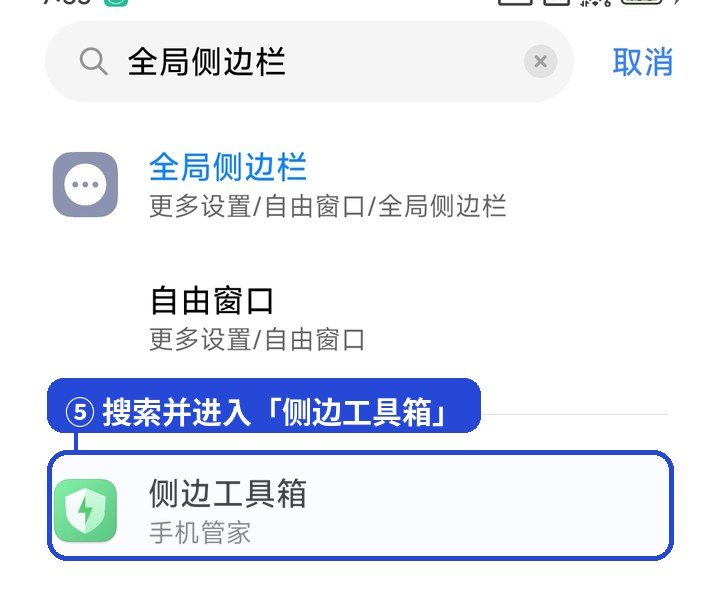 全局侧边栏
取消
全局侧边栏
更多设置/自由窗口/全局侧边栏
自由窗口
更多设置/自由窗口
⑤ 搜索并进入「侧边工具箱」
侧边工具箱
手机管家